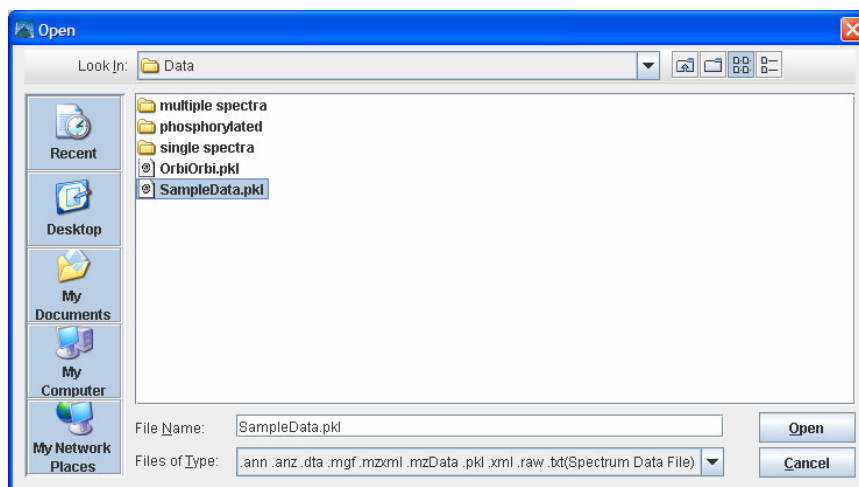 Open
Look In: Data
Recent
Desktop
My
Documents
My
Computer
My Network
Places
multiple spectra
phosphorylated
single spectra
OrbiOrbi.pkl
SampleData.pkl
File Name: SampleData.pkl
Open
Files of Type: .ann .anz .dta .mgf .mzxml .mzData .pkl .xml .raw .txt(Spectrum Data File)
Cancel